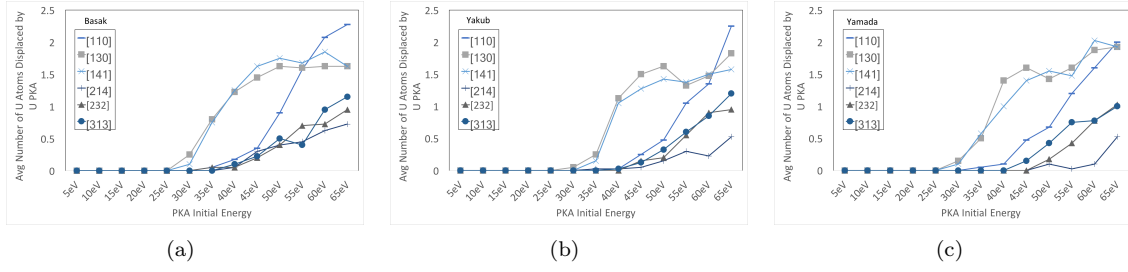 Basak
[110]
[130]
[141]
[214]
[232]
[313]
2.5
2
1.5
1
0.5
0
Avg Number of U Atoms Displaced by
U PKA
5eV 10eV 15eV 20eV 25eV 30eV 35eV 40eV 45eV 50eV 55eV 60eV 65eV
PKA Initial Energy
(a)
Yakub
[110]
[130]
[141]
[214]
[232]
[313]
2.5
2
1.5
1
0.5
0
Avg Number of U Atoms Displaced by
U PKA
5eV 10eV 15eV 20eV 25eV 30eV 35eV 40eV 45eV 50eV 55eV 60eV 65eV
PKA Initial Energy
(b)
Yamada
[110]
[130]
[141]
[214]
[232]
[313]
2.5
2
1.5
1
0.5
0
Avg Number of U Atoms Displaced by
U PKA
5eV 10eV 15eV 20eV 25eV 30eV 35eV 40eV 45eV 50eV 55eV 60eV 65eV
PKA Initial Energy
(c)